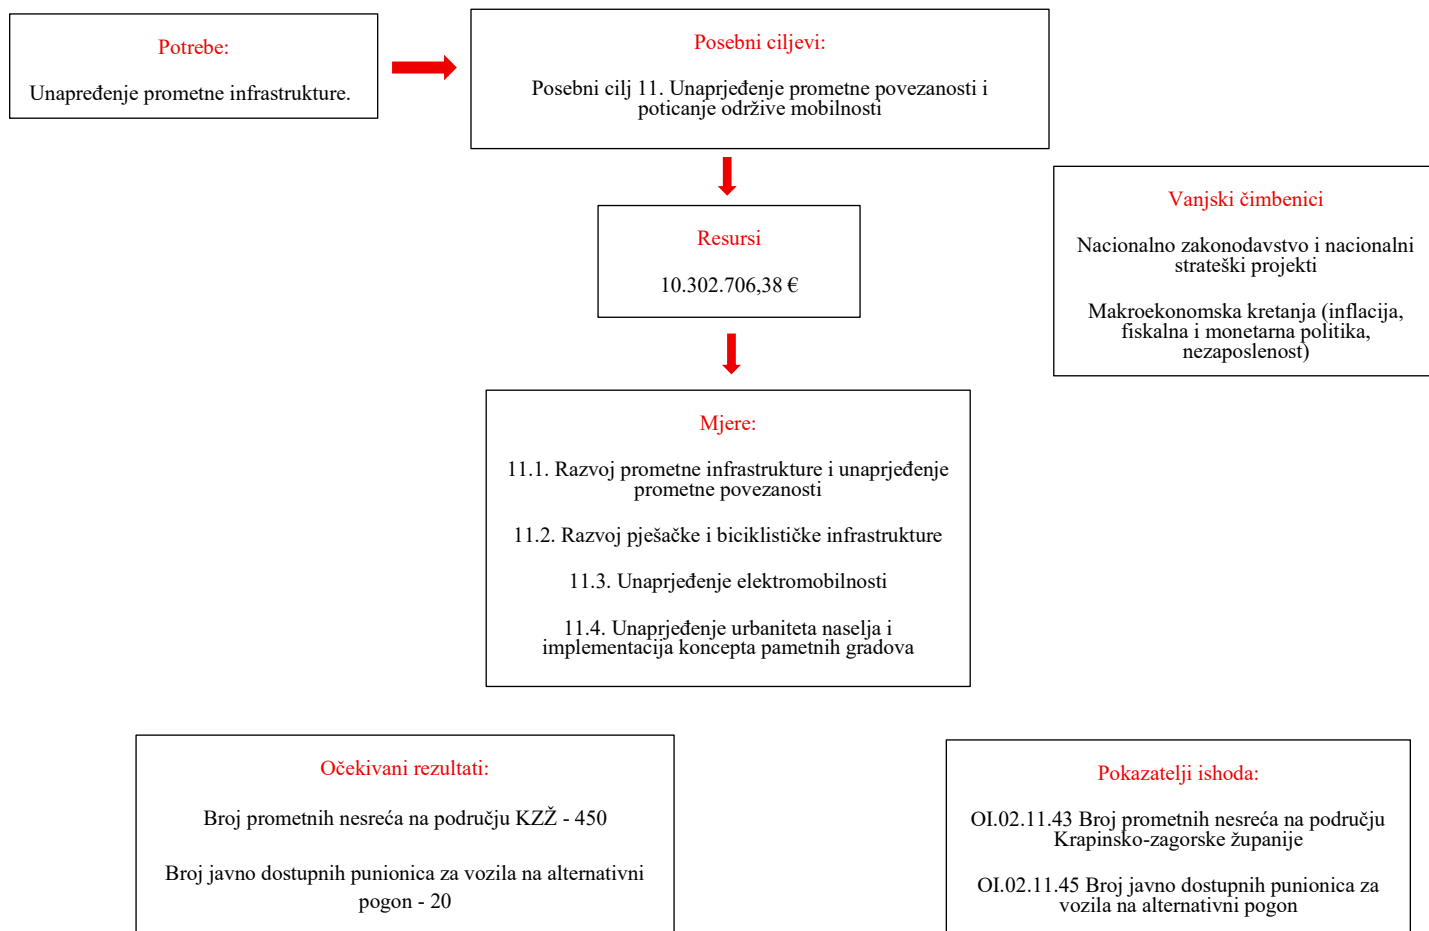 Potrebe:
Unapređenje prometne infrastrukture.
Posebni ciljevi:
Posebni cilj 11. Unaprjeđenje prometne povezanosti i
poticanje održive mobilnosti
Resursi
10.302.706,38 €
Vanjski čimbenici
Nacionalno zakonodavstvo i nacionalni
strateški projekti
Makroekonomska kretanja (inflacija,
fiskalna i monetarna politika,
nezaposlenost)
Mjere:
11.1. Razvoj prometne infrastrukture i unaprjeđenje
prometne povezanosti
11.2. Razvoj pješačke i biciklističke infrastrukture
11.3. Unaprjeđenje elektromobilnosti
11.4. Unaprjeđenje urbaniteta naselja i
implementacija koncepta pametnih gradova
Očekivani rezultati:
Broj prometnih nesreća na području KZŽ - 450
Broj javno dostupnih punionica za vozila na alternativni
pogon - 20
Pokazatelji ishoda:
OI.02.11.43 Broj prometnih nesreća na području
Krapinsko-zagorske županije
OI.02.11.45 Broj javno dostupnih punionica za
vozila na alternativni pogon